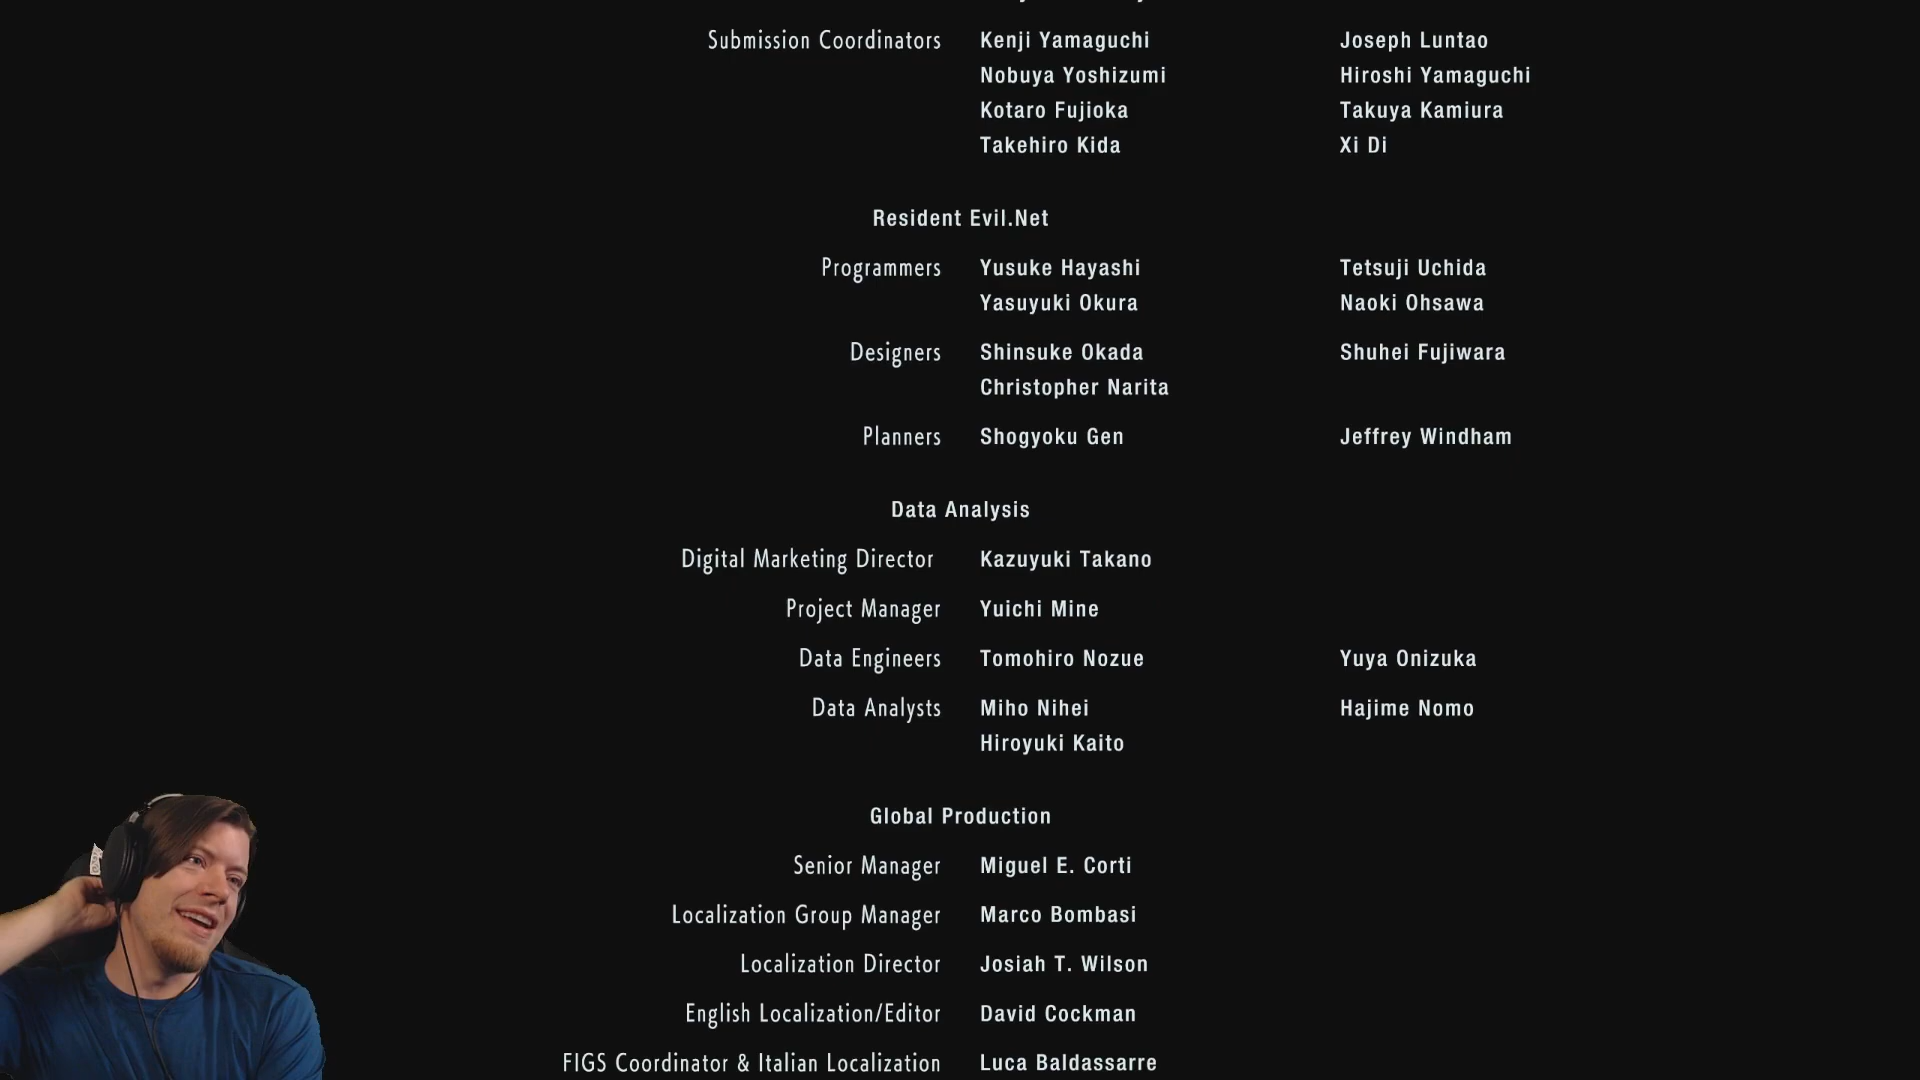 Submission Coordinators Kenji Yamaguchi Joseph Luntao
Nobuya Yoshizumi Hiroshi Yamaguchi
Kotaro Fujioka Takuya Kamiura
Takehiro Kida Xi Di
Resident Evil.Net
Programmers Yusuke Hayashi Tetsuji Uchida
Yasuyuki Okura Naoki Ohsawa
Designers Shinsuke Okada Shuhei Fujiwara
Christopher Narita
Planners Shogyoku Gen Jeffrey Windham
Data Analysis
Digital Marketing Director Kazuyuki Takano
Project Manager Yuichi Mine
Data Engineers Tomohiro Nozue Yuya Onizuka
Data Analysts Miho Nihei Hajime Nomo
Hiroyuki Kaito
Global Production
Senior Manager Miguel E. Corti
Localization Group Manager Marco Bombasi
Localization Director Josiah T. Wilson
English Localization/Editor David Cockman
FIGS Coordinator & Italian Localization Luca Baldassarre